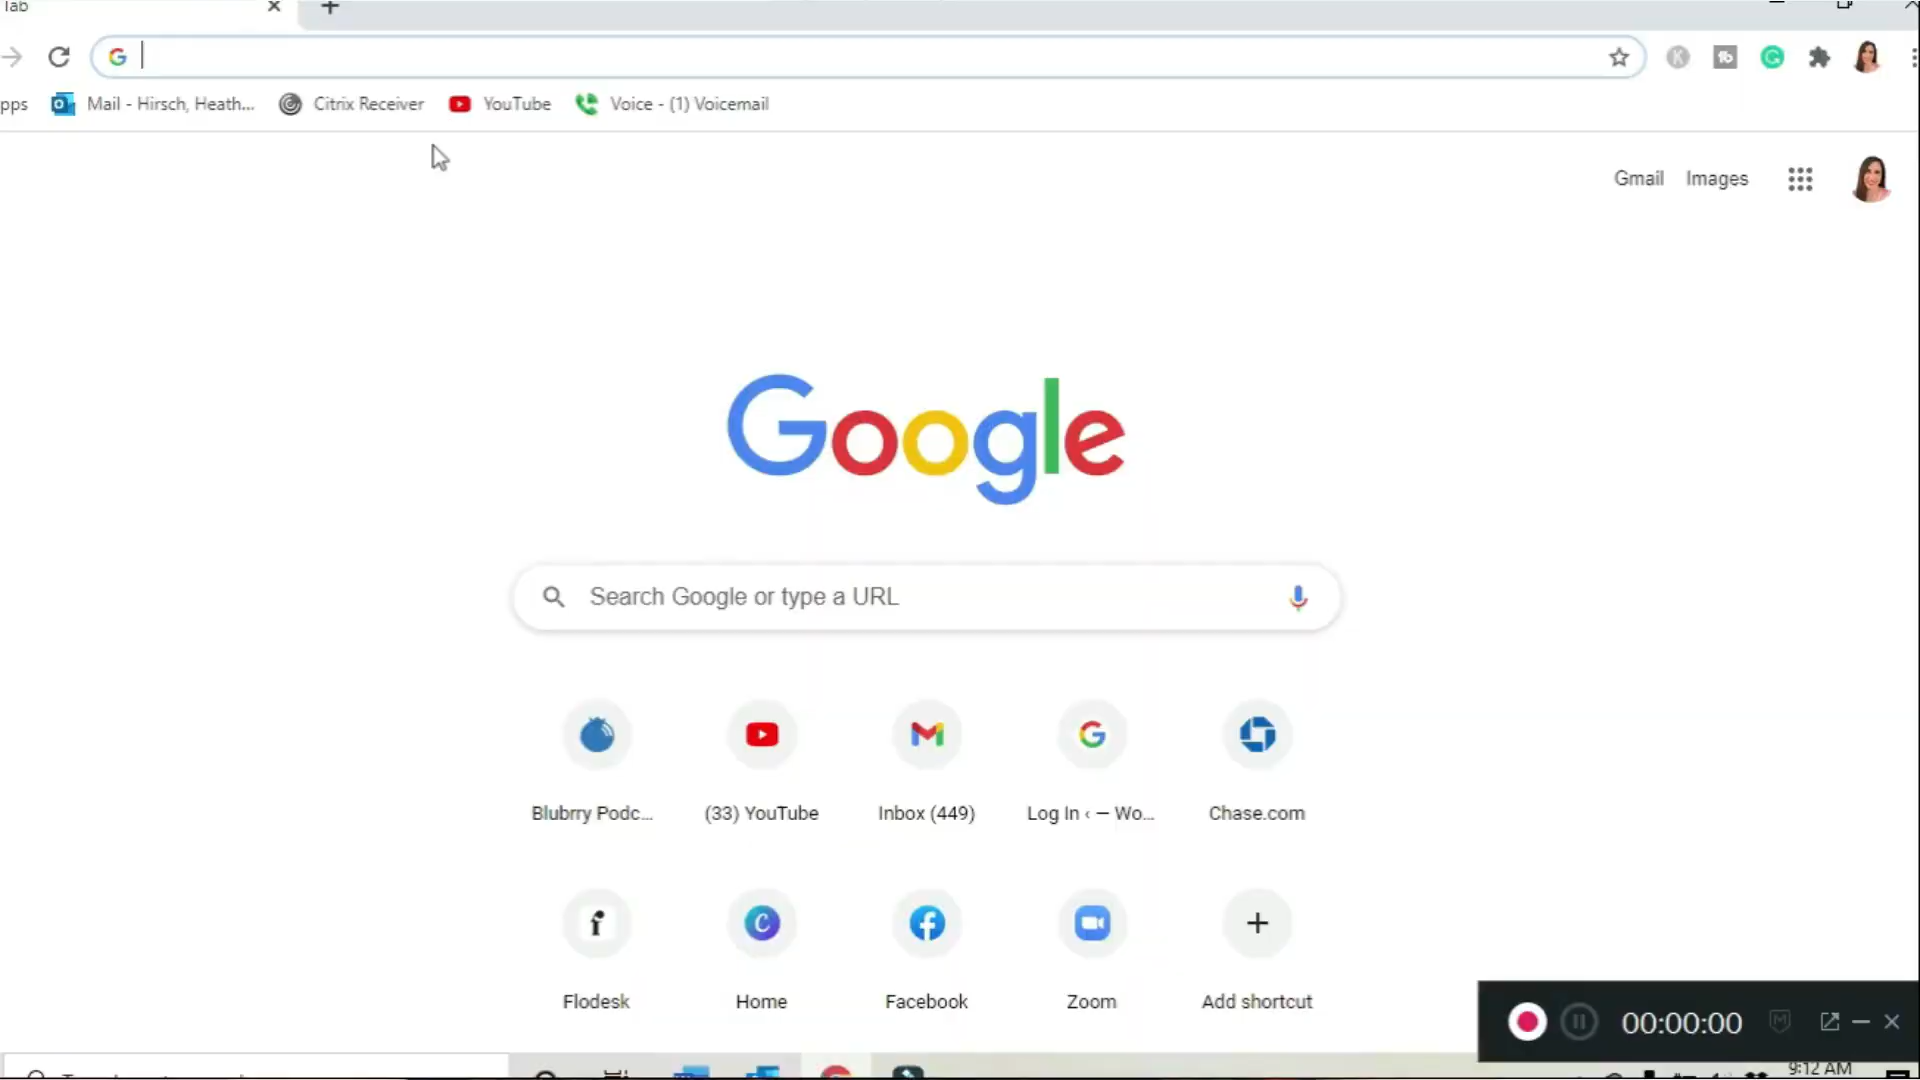 Tab
pps
Mail - Hirsch, Heath...
Citrix Receiver
YouTube
Voice - (1) Voicemail
Gmail
Images
Google
Search Google or type a URL
Blubrry Podc...
(33) YouTube
Inbox (449)
Log In ‹ — Wo...
Chase.com
Flodesk
Home
Facebook
Zoom
Add shortcut
00:00:00
9:12 AM